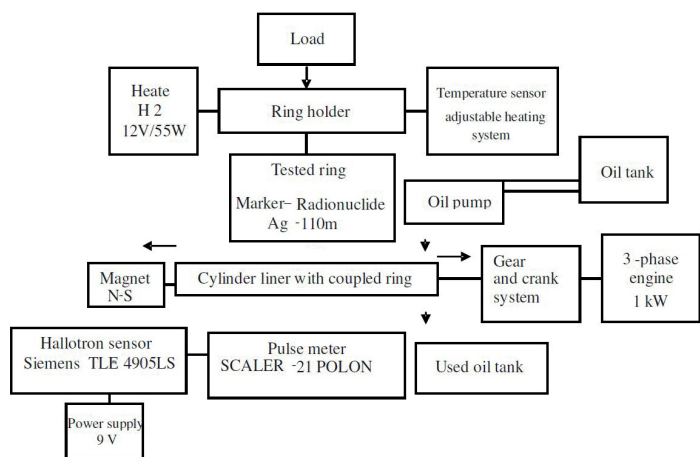 Load
Heate
H 2
12V/55W
Ring holder
Temperature sensor
adjustable heating
system
Tested ring
Marker– Radionuclide
Ag -110m
Oil pump
Oil tank
Magnet
N-S
Cylinder liner with coupled ring
Gear
and crank
system
3 -phase
engine
1 kW
Hallotron sensor
Siemens TLE 4905LS
Pulse meter
SCALER -21 POLON
Used oil tank
Power supply
9 V